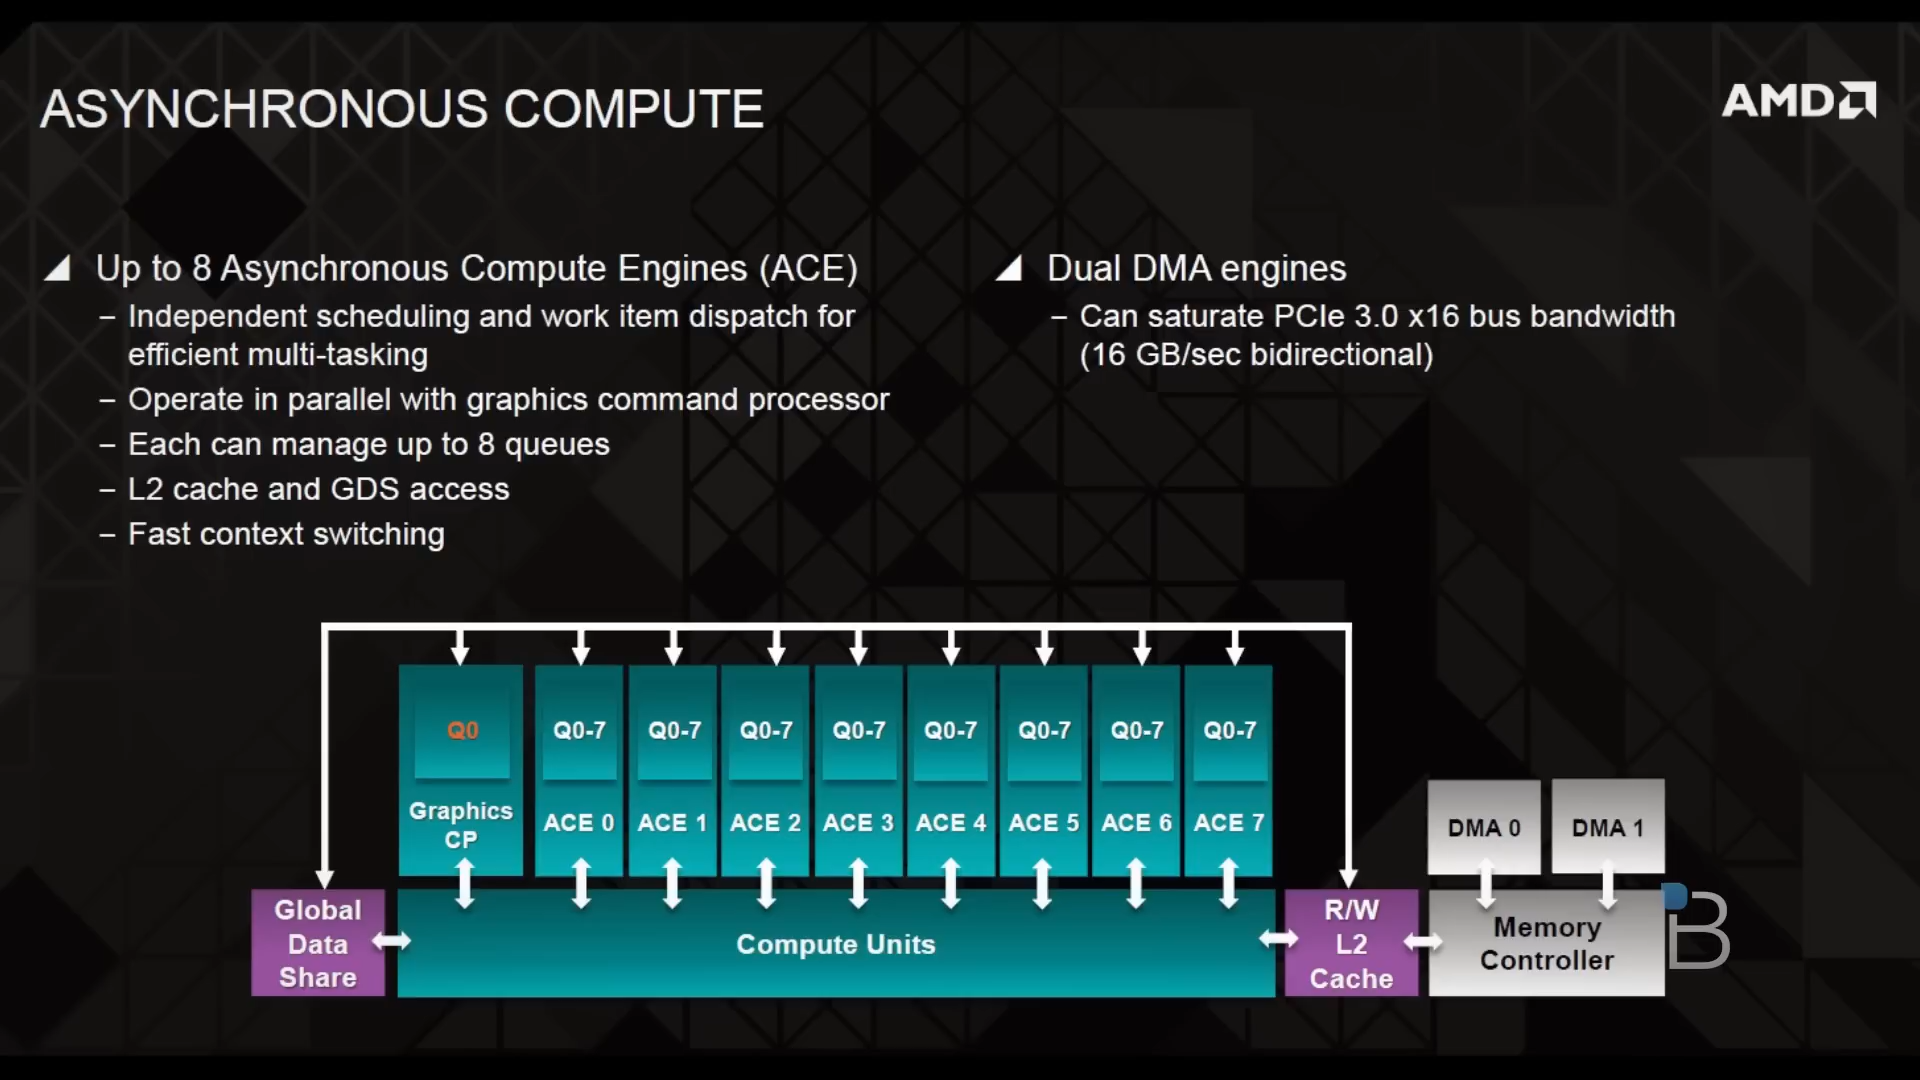 ASYNCHRONOUS COMPUTE
AMD
Up to 8 Asynchronous Compute Engines (ACE)
– Independent scheduling and work item dispatch for
efficient multi-tasking
– Operate in parallel with graphics command processor
– Each can manage up to 8 queues
– L2 cache and GDS access
– Fast context switching
Dual DMA engines
– Can saturate PCIe 3.0 x16 bus bandwidth
(16 GB/sec bidirectional)
Q0
Q0-7
Q0-7
Q0-7
Q0-7
Q0-7
Q0-7
Q0-7
Q0-7
Graphics
CP
ACE 0
ACE 1
ACE 2
ACE 3
ACE 4
ACE 5
ACE 6
ACE 7
DMA 0
DMA 1
Global
Data
Share
Compute Units
R/W
L2
Cache
Memory
Controller
B